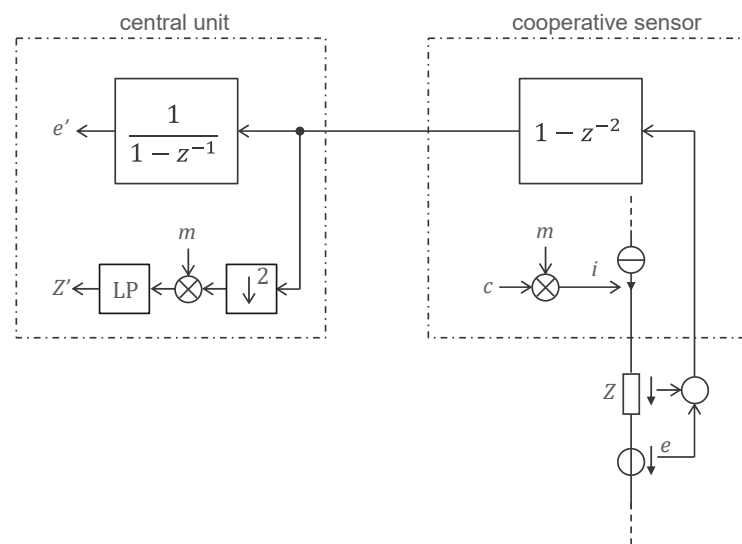 central unit
cooperative sensor
e'
1
1 − z⁻¹
1 − z⁻²
m
Z'
LP
↓ 2
m
c
i
Z
e